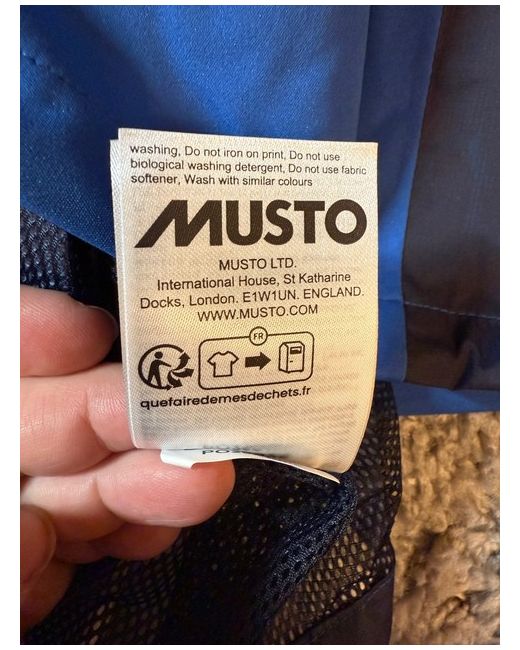 washing, Do not iron on print, Do not use
biological washing detergent, Do not use fabric
softener, Wash with similar colours
MUSTO
MUSTO LTD.
International House, St Katharine
Docks, London. E1W1UN. ENGLAND.
WWW.MUSTO.COM
FR
quefairedemesdechets.fr